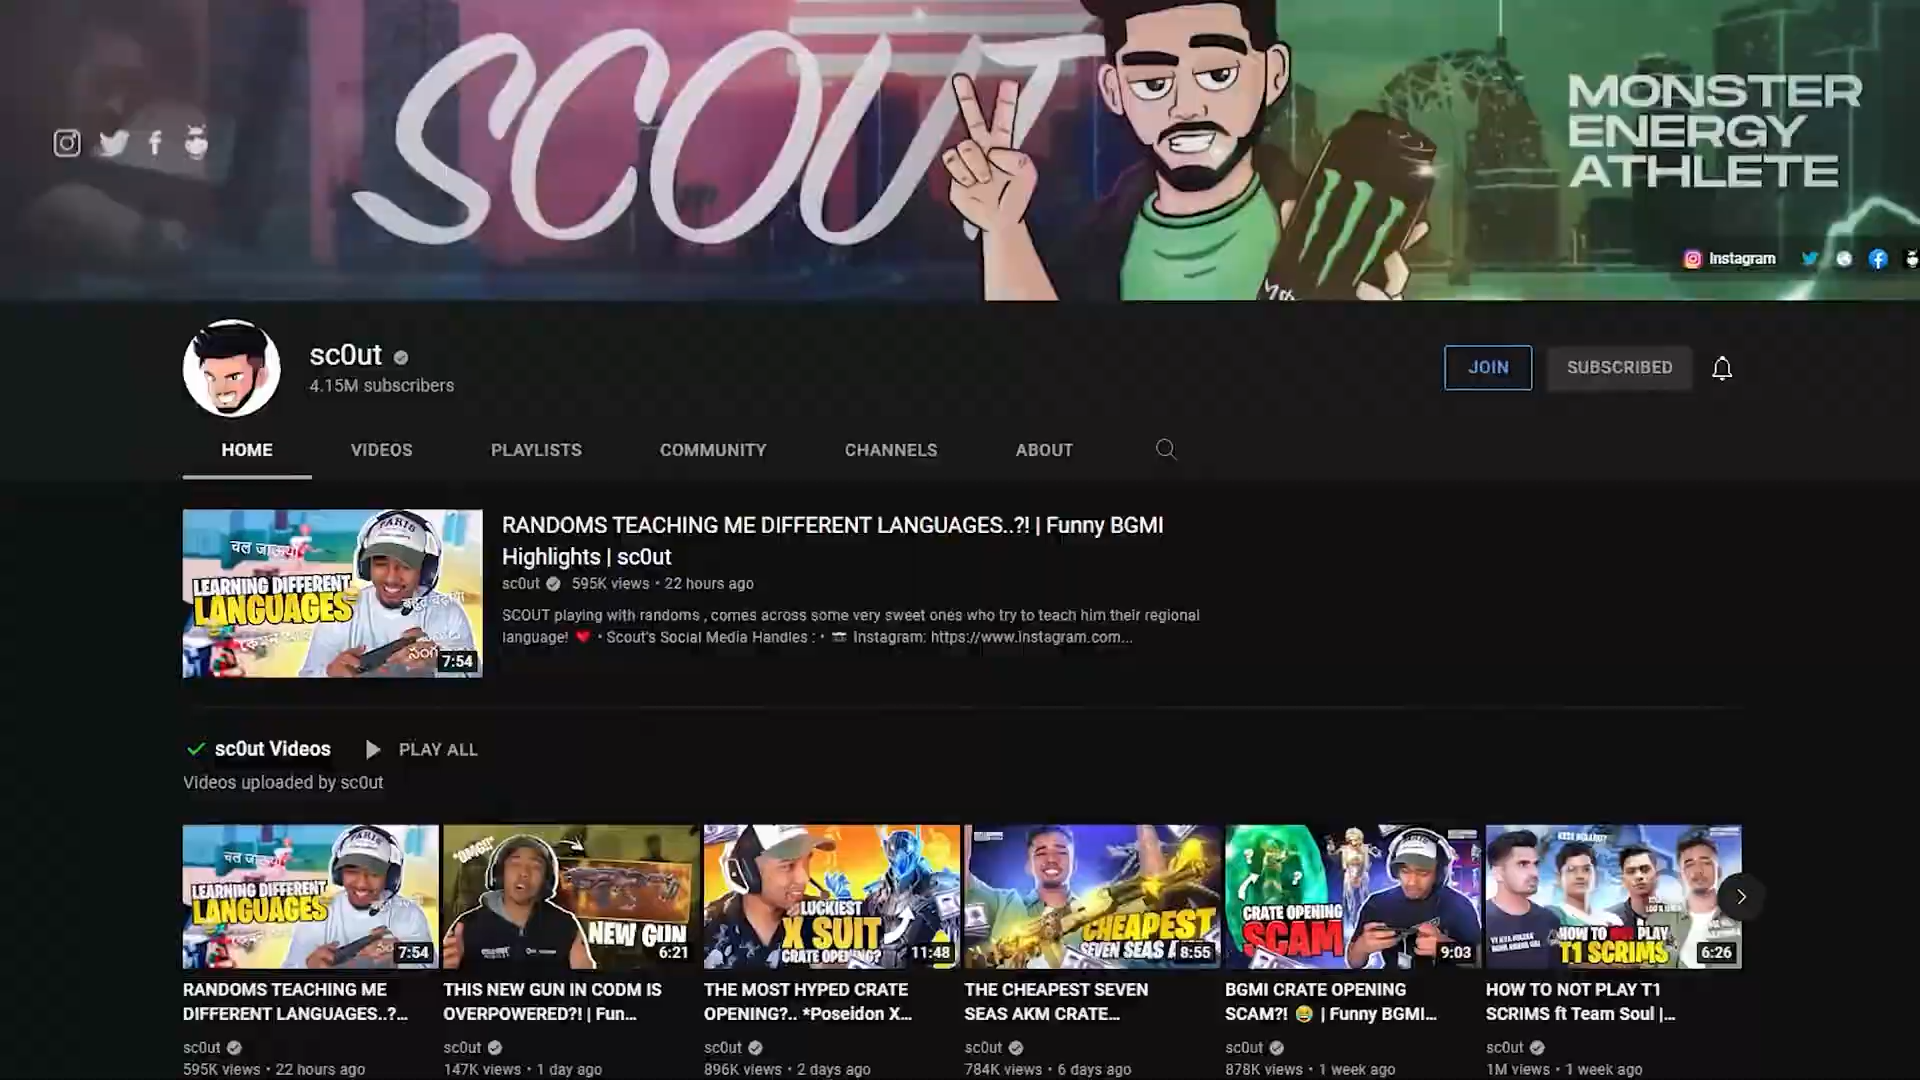 SCOUT
MONSTER
ENERGY
ATHLETE
Instagram
sc0ut
4.15M subscribers
JOIN
SUBSCRIBED
HOME
VIDEOS
PLAYLISTS
COMMUNITY
CHANNELS
ABOUT
PARIS
LEARNING DIFFERENT
LANGUAGES
7:54
RANDOMS TEACHING ME DIFFERENT LANGUAGES..?! | Funny BGMI
Highlights | sc0ut
sc0ut 595K views • 22 hours ago
SCOUT playing with randoms , comes across some very sweet ones who try to teach him their regional
language! ❤️ • Scout's Social Media Handles : • Instagram: https://www.instagram.com...
sc0ut Videos
PLAY ALL
Videos uploaded by sc0ut
PARIS
LEARNING DIFFERENT
LANGUAGES
7:54
RANDOMS TEACHING ME
DIFFERENT LANGUAGES..?...
sc0ut
595K views • 22 hours ago
"OMG!!"
NEW GUN
6:21
THIS NEW GUN IN CODM IS
OVERPOWERED?! | Fun...
sc0ut
147K views • 1 day ago
LUCKIEST
X SUIT
CRATE OPENING?
11:48
THE MOST HYPED CRATE
OPENING?.. *Poseidon X...
sc0ut
896K views • 2 days ago
CHEAPEST
SEVEN SEAS
8:55
THE CHEAPEST SEVEN
SEAS AKM CRATE...
sc0ut
784K views • 6 days ago
CRATE OPENING
SCAM
9:03
BGMI CRATE OPENING
SCAM?! 😂 | Funny BGMI...
sc0ut
878K views • 1 week ago
HOW TO NOT PLAY
T1 SCRIMS
6:26
HOW TO NOT PLAY T1
SCRIMS ft Team Soul |...
sc0ut
1M views • 1 week ago